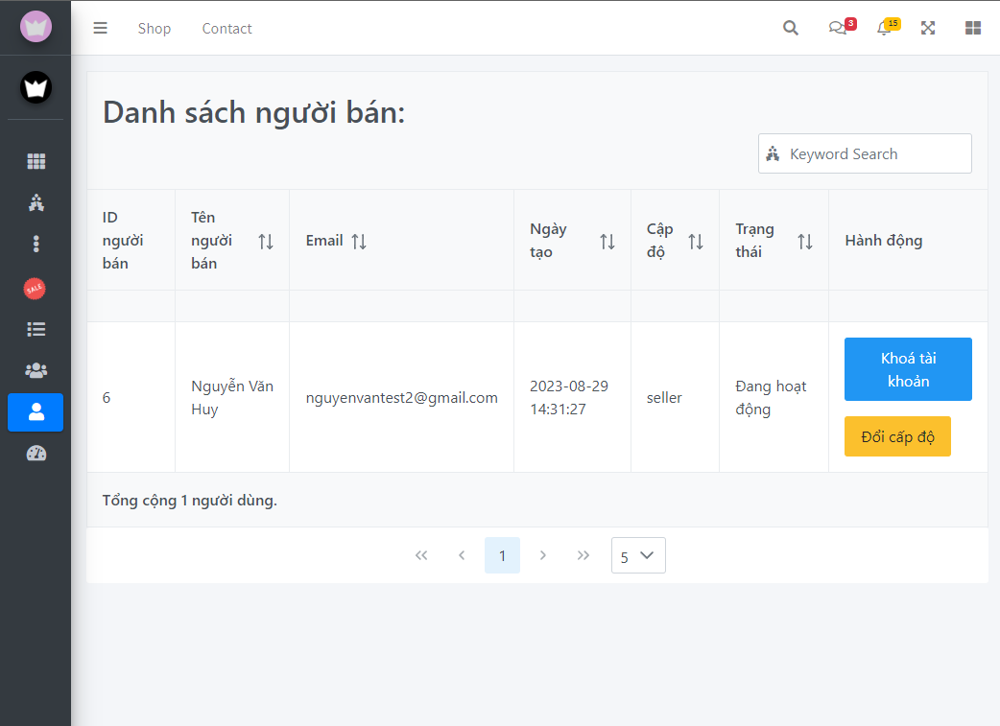 Shop Contact 3 15
Danh sách người bán:
Keyword Search
ID
người
bán
Tên
người
bán
Email
Ngày
tạo
Cập
độ
Trạng
thái
Hành động
6
Nguyễn Văn
Huy
nguyenvantest2@gmail.com
2023-08-29
14:31:27
seller
Đang hoạt
động
Khoá tài
khoản
Đổi cấp độ
SALE
Tổng cộng 1 người dùng.
1
5